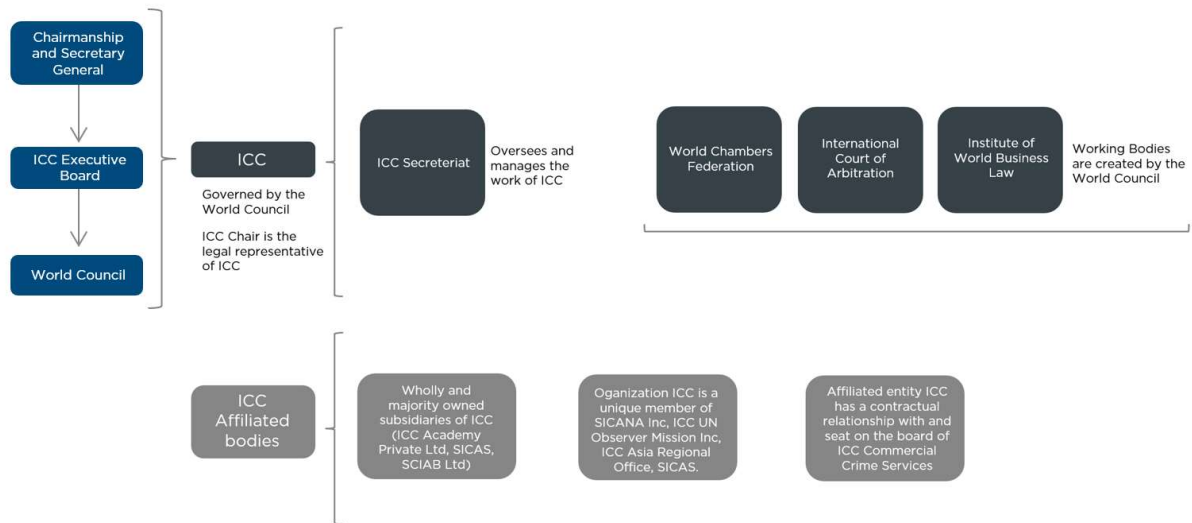 Chairmanship
and Secretary
General
ICC Executive
Board
World Council
ICC
Governed by the
World Council
ICC Chair is the
legal representative
of ICC
ICC Secreteriat
Oversees and
manages the
work of ICC
World Chambers
Federation
International
Court of
Arbitration
Institute of
World Business
Law
Working Bodies
are created by the
World Council
ICC
Affiliated
bodies
Wholly and
majority owned
subsidiaries of ICC
(ICC Academy
Private Ltd, SICAS,
SCIAB Ltd)
Oganization ICC is a
unique member of
SICANA Inc, ICC UN
Observer Mission Inc,
ICC Asia Regional
Office, SICAS.
Affiliated entity ICC
has a contractual
relationship with and
seat on the board of
ICC Commercial
Crime Services